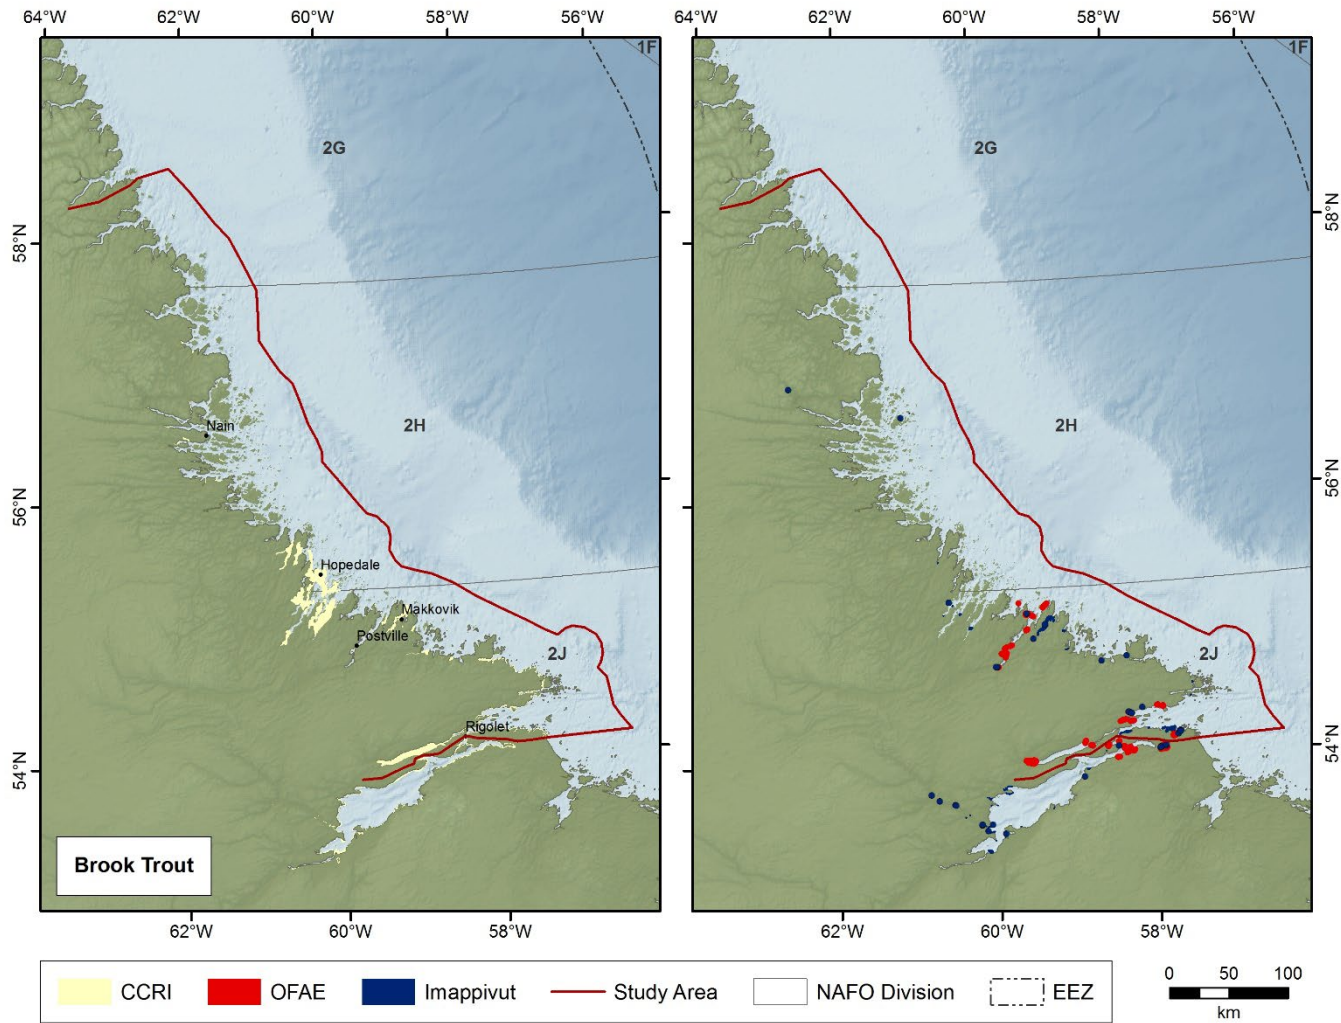 64°W 62°W 60°W 58°W 56°W
64°W 62°W 60°W 58°W 56°W
1F
1F
2G
2G
58°N
58°N
2H
2H
Nain
56°N
56°N
Hopedale
Makkovik
Postville
2J
2J
Rigolet
54°N
54°N
Brook Trout
62°W 60°W 58°W
62°W 60°W 58°W
CCRI OFAE Imappivut Study Area NAFO Division EEZ
0 50 100
km